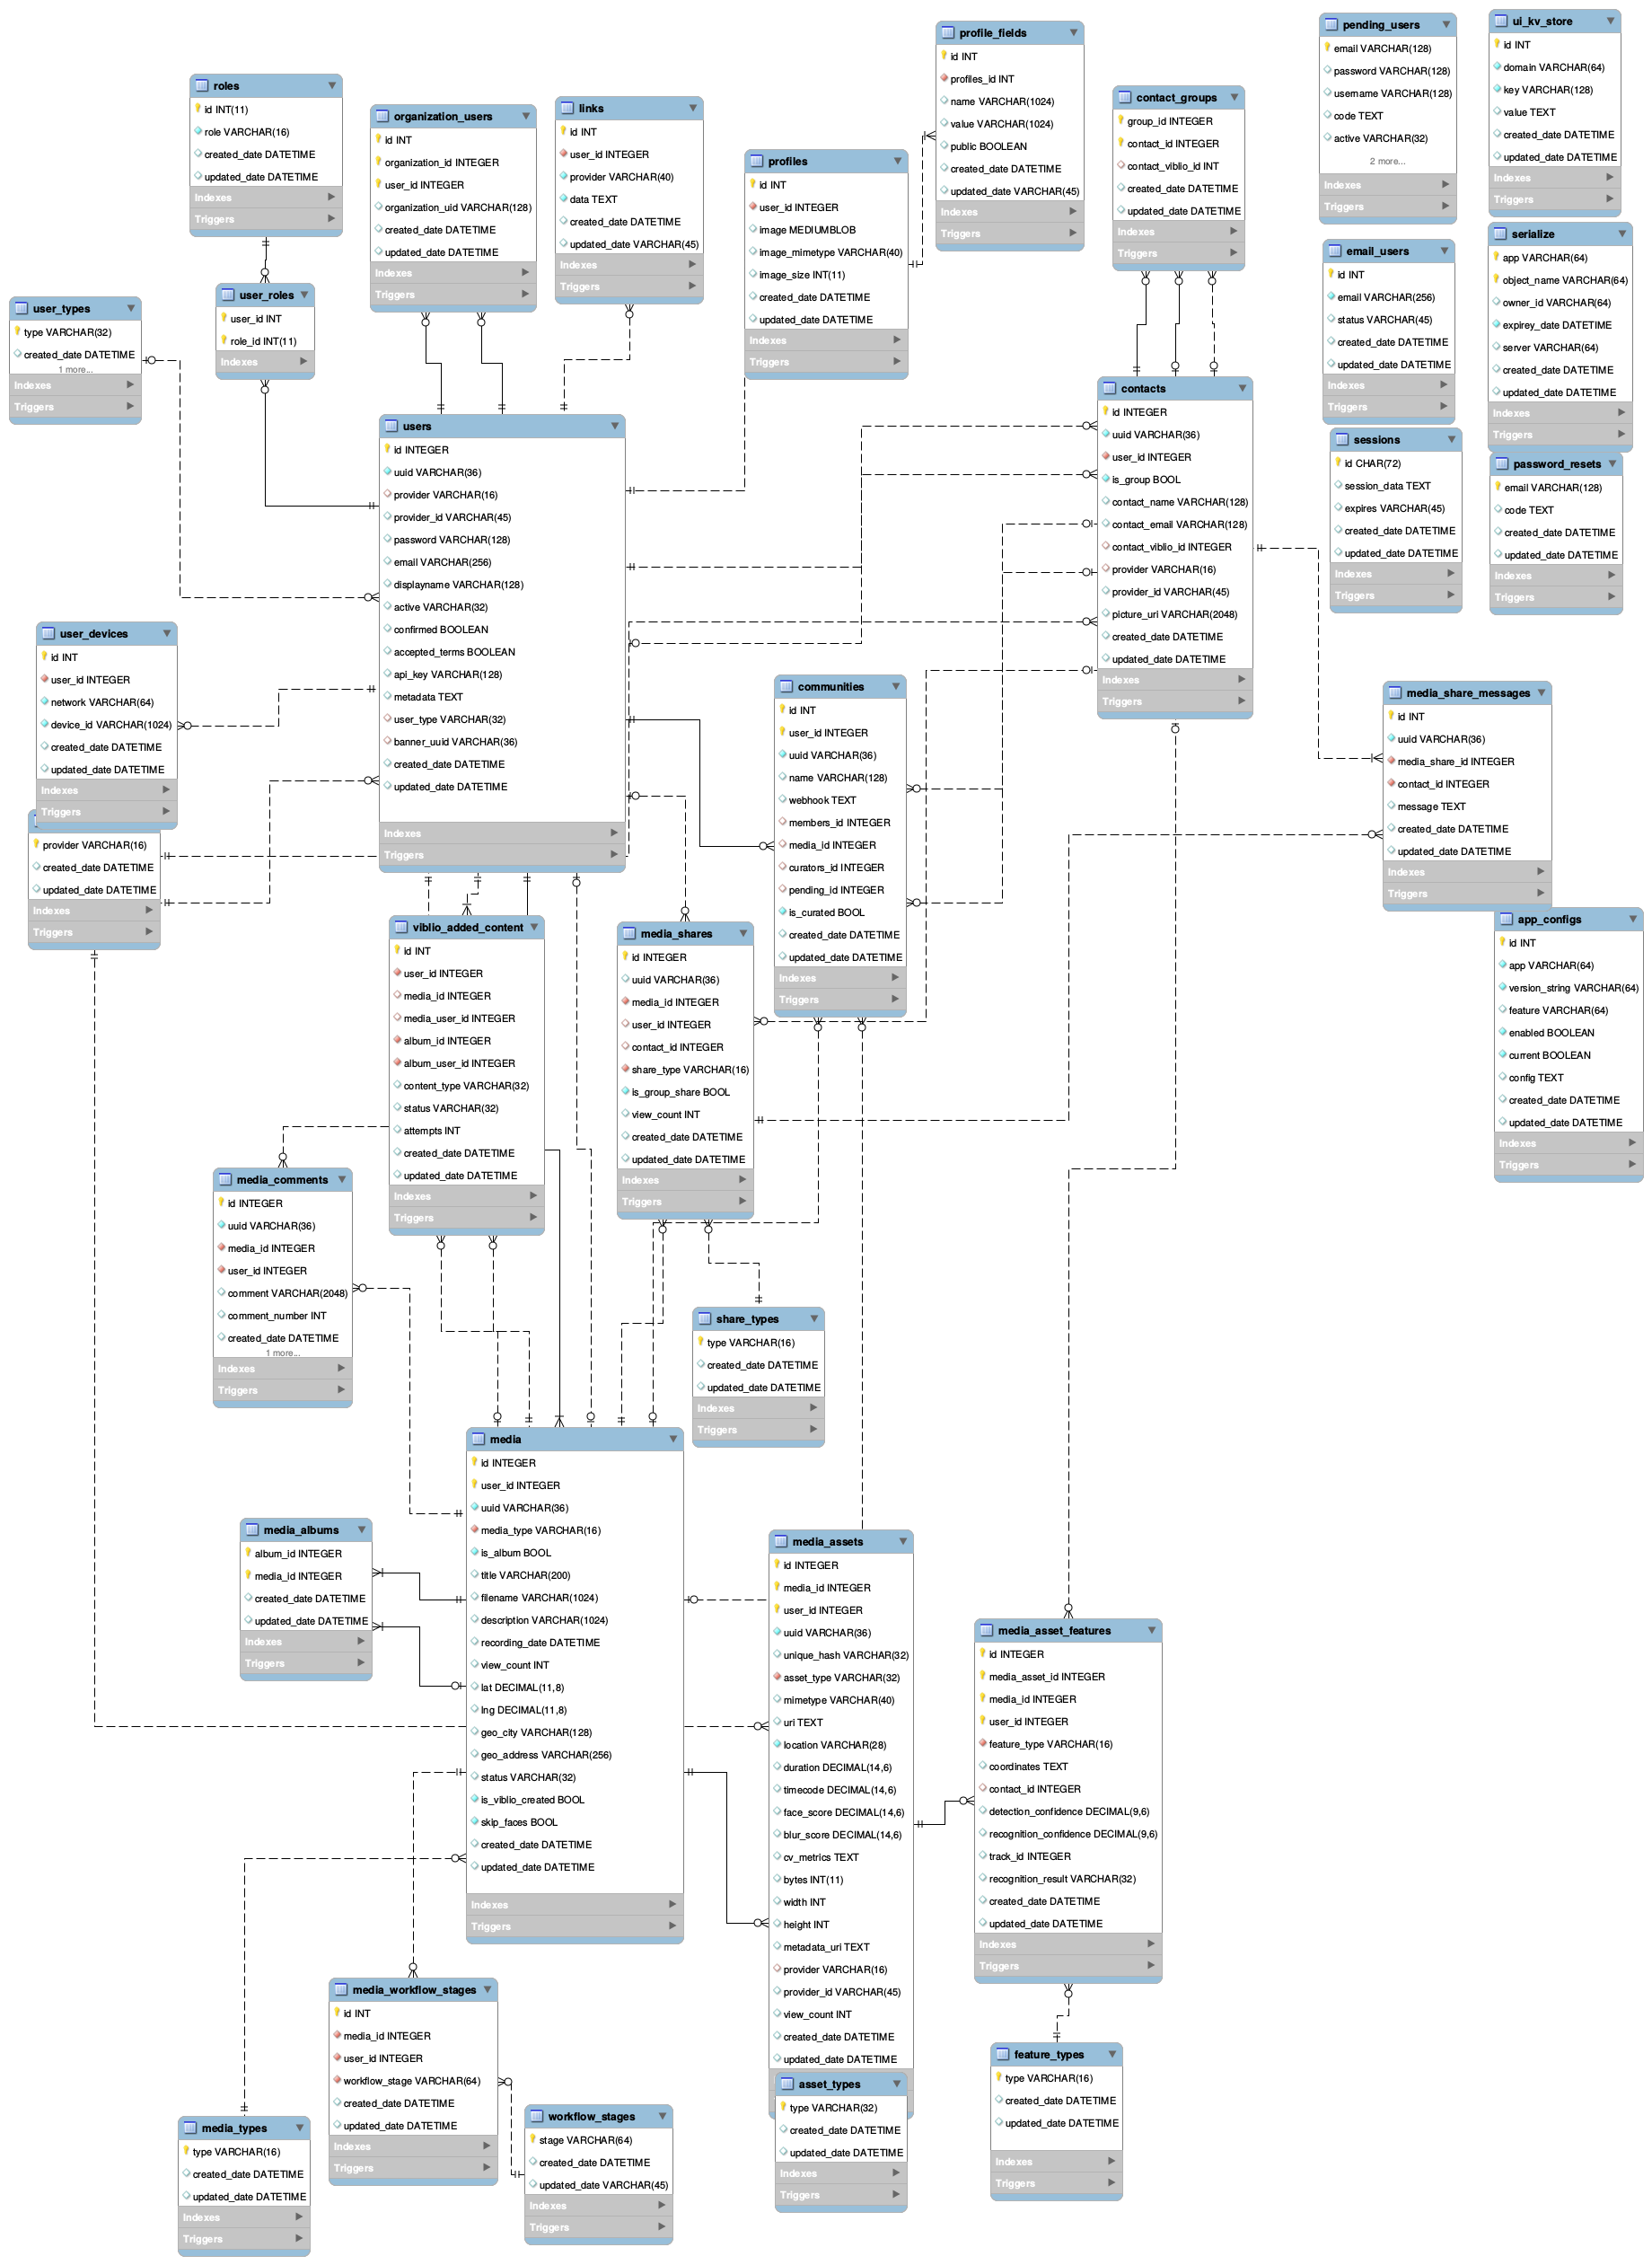 roles
id INT(11)
role VARCHAR(16)
created_date DATETIME
updated_date DATETIME
Indexes
Triggers
organization_users
id INT
organization_id INTEGER
user_id INTEGER
organization_uid VARCHAR(128)
created_date DATETIME
updated_date DATETIME
Indexes
Triggers
links
id INT
user_id INTEGER
provider VARCHAR(40)
data TEXT
created_date DATETIME
updated_date VARCHAR(45)
Indexes
Triggers
profiles
id INT
user_id INTEGER
image MEDIUMBLOB
image_mimetype VARCHAR(40)
image_size INT(11)
created_date DATETIME
updated_date DATETIME
Indexes
Triggers
profile_fields
id INT
profiles_id INT
name VARCHAR(1024)
value VARCHAR(1024)
public BOOLEAN
created_date DATETIME
updated_date VARCHAR(45)
Indexes
Triggers
contact_groups
group_id INTEGER
contact_id INTEGER
contact_viblio_id INT
created_date DATETIME
updated_date DATETIME
Indexes
Triggers
pending_users
email VARCHAR(128)
password VARCHAR(128)
username VARCHAR(128)
code TEXT
active VARCHAR(32)
2 more...
Indexes
Triggers
ui_kv_store
id INT
domain VARCHAR(64)
key VARCHAR(128)
value TEXT
created_date DATETIME
updated_date DATETIME
Indexes
Triggers
user_types
type VARCHAR(32)
created_date DATETIME
1 more...
Indexes
Triggers
user_roles
user_id INT
role_id INT(11)
Indexes
email_users
id INT
email VARCHAR(256)
status VARCHAR(45)
created_date DATETIME
updated_date DATETIME
Indexes
Triggers
serialize
app VARCHAR(64)
object_name VARCHAR(64)
owner_id VARCHAR(64)
expirey_date DATETIME
server VARCHAR(64)
created_date DATETIME
updated_date DATETIME
Indexes
Triggers
users
id INTEGER
uuid VARCHAR(36)
provider VARCHAR(16)
provider_id VARCHAR(45)
password VARCHAR(128)
email VARCHAR(256)
displayname VARCHAR(128)
active VARCHAR(32)
confirmed BOOLEAN
accepted_terms BOOLEAN
api_key VARCHAR(128)
metadata TEXT
user_type VARCHAR(32)
banner_uuid VARCHAR(36)
created_date DATETIME
updated_date DATETIME
Indexes
Triggers
contacts
id INTEGER
uuid VARCHAR(36)
user_id INTEGER
is_group BOOL
contact_name VARCHAR(128)
contact_email VARCHAR(128)
contact_viblio_id INTEGER
provider VARCHAR(16)
provider_id VARCHAR(45)
picture_uri VARCHAR(2048)
created_date DATETIME
updated_date DATETIME
Indexes
Triggers
sessions
id CHAR(72)
session_data TEXT
expires VARCHAR(45)
created_date DATETIME
updated_date DATETIME
Indexes
Triggers
password_resets
email VARCHAR(128)
code TEXT
created_date DATETIME
updated_date DATETIME
Indexes
Triggers
user_devices
id INT
user_id INTEGER
network VARCHAR(64)
device_id VARCHAR(1024)
created_date DATETIME
updated_date DATETIME
Indexes
Triggers
provider VARCHAR(16)
created_date DATETIME
updated_date DATETIME
Indexes
Triggers
communities
id INT
user_id INTEGER
uuid VARCHAR(36)
name VARCHAR(128)
webhook TEXT
members_id INTEGER
media_id INTEGER
curators_id INTEGER
pending_id INTEGER
is_curated BOOL
created_date DATETIME
updated_date DATETIME
Indexes
Triggers
media_share_messages
id INT
uuid VARCHAR(36)
media_share_id INTEGER
contact_id INTEGER
message TEXT
created_date DATETIME
updated_date DATETIME
Indexes
Triggers
viblio_added_content
id INT
user_id INTEGER
media_id INTEGER
media_user_id INTEGER
album_id INTEGER
album_user_id INTEGER
content_type VARCHAR(32)
status VARCHAR(32)
attempts INT
created_date DATETIME
updated_date DATETIME
Indexes
Triggers
media_shares
id INTEGER
uuid VARCHAR(36)
media_id INTEGER
user_id INTEGER
contact_id INTEGER
share_type VARCHAR(16)
is_group_share BOOL
view_count INT
created_date DATETIME
updated_date DATETIME
Indexes
Triggers
app_configs
id INT
app VARCHAR(64)
version_string VARCHAR(64)
feature VARCHAR(64)
enabled BOOLEAN
current BOOLEAN
config TEXT
created_date DATETIME
updated_date DATETIME
Indexes
Triggers
media_comments
id INTEGER
uuid VARCHAR(36)
media_id INTEGER
user_id INTEGER
comment VARCHAR(2048)
comment_number INT
created_date DATETIME
1 more...
Indexes
Triggers
share_types
type VARCHAR(16)
created_date DATETIME
updated_date DATETIME
Indexes
Triggers
media
id INTEGER
user_id INTEGER
uuid VARCHAR(36)
media_type VARCHAR(16)
is_album BOOL
title VARCHAR(200)
filename VARCHAR(1024)
description VARCHAR(1024)
recording_date DATETIME
view_count INT
lat DECIMAL(11,8)
lng DECIMAL(11,8)
geo_city VARCHAR(128)
geo_address VARCHAR(256)
status VARCHAR(32)
is_viblio_created BOOL
skip_faces BOOL
created_date DATETIME
updated_date DATETIME
Indexes
Triggers
media_albums
album_id INTEGER
media_id INTEGER
created_date DATETIME
updated_date DATETIME
Indexes
Triggers
media_assets
id INTEGER
media_id INTEGER
user_id INTEGER
uuid VARCHAR(36)
unique_hash VARCHAR(32)
asset_type VARCHAR(32)
mimetype VARCHAR(40)
uri TEXT
location VARCHAR(28)
duration DECIMAL(14,6)
timecode DECIMAL(14,6)
face_score DECIMAL(14,6)
blur_score DECIMAL(14,6)
cv_metrics TEXT
bytes INT(11)
width INT
height INT
metadata_uri TEXT
provider VARCHAR(16)
provider_id VARCHAR(45)
view_count INT
created_date DATETIME
updated_date DATETIME
media_asset_features
id INTEGER
media_asset_id INTEGER
media_id INTEGER
user_id INTEGER
feature_type VARCHAR(16)
coordinates TEXT
contact_id INTEGER
detection_confidence DECIMAL(9,6)
recognition_confidence DECIMAL(9,6)
track_id INTEGER
recognition_result VARCHAR(32)
created_date DATETIME
updated_date DATETIME
Indexes
Triggers
media_workflow_stages
id INT
media_id INTEGER
user_id INTEGER
workflow_stage VARCHAR(64)
created_date DATETIME
updated_date DATETIME
Indexes
Triggers
feature_types
type VARCHAR(16)
created_date DATETIME
updated_date DATETIME
Indexes
Triggers
asset_types
type VARCHAR(32)
created_date DATETIME
updated_date DATETIME
Indexes
Triggers
workflow_stages
stage VARCHAR(64)
created_date DATETIME
updated_date VARCHAR(45)
Indexes
Triggers
media_types
type VARCHAR(16)
created_date DATETIME
updated_date DATETIME
Indexes
Triggers